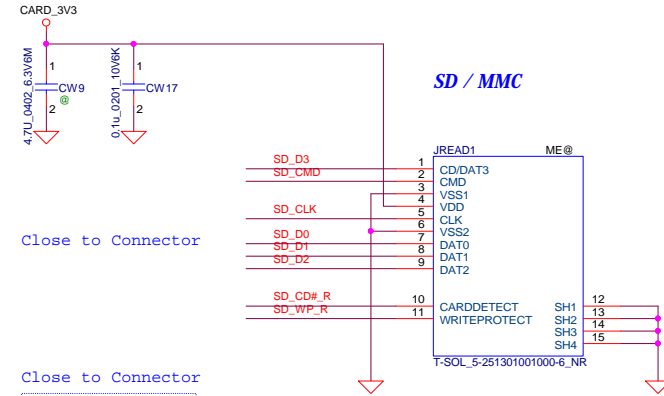 CARD_3V3
4.7U_0402_6.3V6M
1
CW9
@
2
0.1u_0201_10V6K
1
CW17
2
SD / MMC
JREAD1 ME@
SD_D3 1 CD/DAT3
SD_CMD 2 CMD
3 VSS1
4 VDD
SD_CLK 5 CLK
6 VSS2
SD_D0 7 DAT0
SD_D1 8 DAT1
SD_D2 9 DAT2
SD_CD#_R 10 CARDDETECT SH1 12
SD_WP_R 11 WRITEPROTECT SH2 13
SH3 14
SH4 15
T-SOL_5-251301001000-6_NR
Close to Connector
Close to Connector